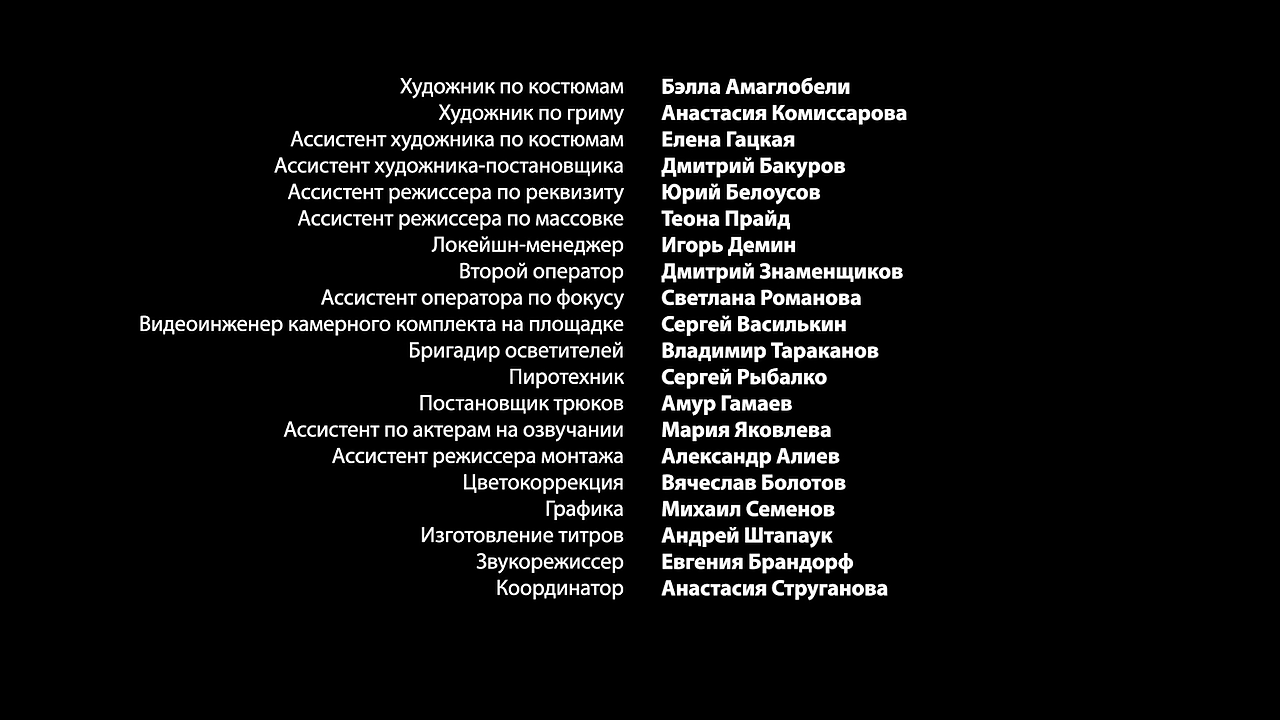 Художник по костюмам Бэлла Амаглобели
Художник по гриму Анастасия Комиссарова
Ассистент художника по костюмам Елена Гацкая
Ассистент художника-постановщика Дмитрий Бакуров
Ассистент режиссера по реквизиту Юрий Белоусов
Ассистент режиссера по массовке Теона Прайд
Локейшн-менеджер Игорь Демин
Второй оператор Дмитрий Знаменщиков
Ассистент оператора по фокусу Светлана Романова
Видеоинженер камерного комплекта на площадке Сергей Василькин
Бригадир осветителей Владимир Тараканов
Пиротехник Сергей Рыбалко
Постановщик трюков Амур Гамаев
Ассистент по актерам на озвучании Мария Яковлева
Ассистент режиссера монтажа Александр Алиев
Цветокоррекция Вячеслав Болотов
Графика Михаил Семенов
Изготовление титров Андрей Штапаук
Звукорежиссер Евгения Брандорф
Координатор Анастасия Струганова